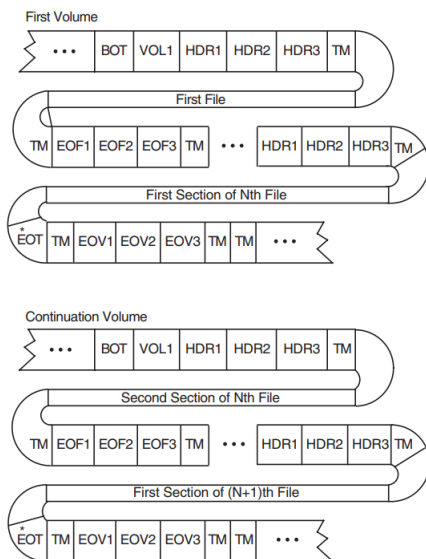 First Volume
••• BOT VOL1 HDR1 HDR2 HDR3 TM
First File
TM EOF1 EOF2 EOF3 TM ••• HDR1 HDR2 HDR3 TM
First Section of Nth File
*EOT TM EOV1 EOV2 EOV3 TM TM •••
Continuation Volume
••• BOT VOL1 HDR1 HDR2 HDR3 TM
Second Section of Nth File
TM EOF1 EOF2 EOF3 TM ••• HDR1 HDR2 HDR3 TM
First Section of (N+1)th File
*EOT TM EOV1 EOV2 EOV3 TM TM •••